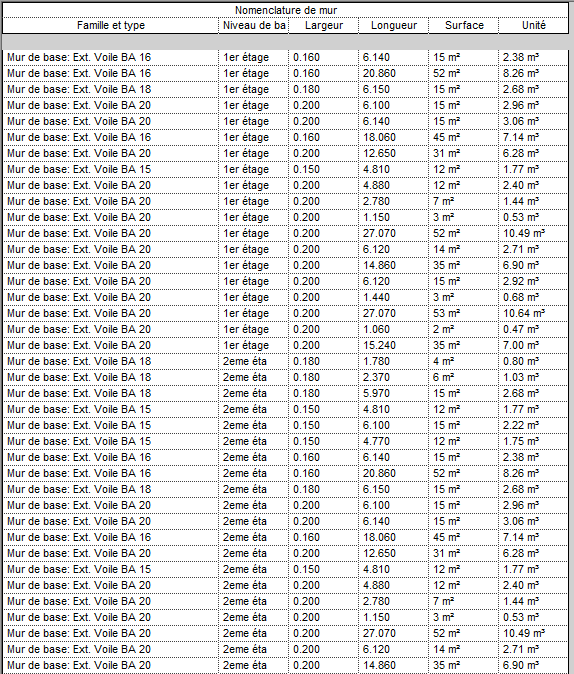 Nomenclature de mur
Famille et type Niveau de ba Largeur Longueur Surface Unité
Mur de base: Ext. Voile BA 16 1er étage 0.160 6.140 15 m² 2.38 m³
Mur de base: Ext. Voile BA 16 1er étage 0.160 20.860 52 m² 8.26 m³
Mur de base: Ext. Voile BA 18 1er étage 0.180 6.150 15 m² 2.68 m³
Mur de base: Ext. Voile BA 20 1er étage 0.200 6.100 15 m² 2.96 m³
Mur de base: Ext. Voile BA 20 1er étage 0.200 6.140 15 m² 3.06 m³
Mur de base: Ext. Voile BA 16 1er étage 0.160 18.060 45 m² 7.14 m³
Mur de base: Ext. Voile BA 20 1er étage 0.200 12.650 31 m² 6.28 m³
Mur de base: Ext. Voile BA 15 1er étage 0.150 4.810 12 m² 1.77 m³
Mur de base: Ext. Voile BA 20 1er étage 0.200 4.880 12 m² 2.40 m³
Mur de base: Ext. Voile BA 20 1er étage 0.200 2.780 7 m² 1.44 m³
Mur de base: Ext. Voile BA 20 1er étage 0.200 1.150 3 m² 0.53 m³
Mur de base: Ext. Voile BA 20 1er étage 0.200 27.070 52 m² 10.49 m³
Mur de base: Ext. Voile BA 20 1er étage 0.200 6.120 14 m² 2.71 m³
Mur de base: Ext. Voile BA 20 1er étage 0.200 14.860 35 m² 6.90 m³
Mur de base: Ext. Voile BA 20 1er étage 0.200 6.120 15 m² 2.92 m³
Mur de base: Ext. Voile BA 20 1er étage 0.200 1.440 3 m² 0.68 m³
Mur de base: Ext. Voile BA 20 1er étage 0.200 27.070 53 m² 10.64 m³
Mur de base: Ext. Voile BA 20 1er étage 0.200 1.060 2 m² 0.47 m³
Mur de base: Ext. Voile BA 20 1er étage 0.200 15.240 35 m² 7.00 m³
Mur de base: Ext. Voile BA 18 2eme éta 0.180 1.780 4 m² 0.80 m³
Mur de base: Ext. Voile BA 18 2eme éta 0.180 2.370 6 m² 1.03 m³
Mur de base: Ext. Voile BA 18 2eme éta 0.180 5.970 15 m² 2.68 m³
Mur de base: Ext. Voile BA 15 2eme éta 0.150 4.810 12 m² 1.77 m³
Mur de base: Ext. Voile BA 15 2eme éta 0.150 6.100 15 m² 2.22 m³
Mur de base: Ext. Voile BA 15 2eme éta 0.150 4.770 12 m² 1.75 m³
Mur de base: Ext. Voile BA 16 2eme éta 0.160 6.140 15 m² 2.38 m³
Mur de base: Ext. Voile BA 16 2eme éta 0.160 20.860 52 m² 8.26 m³
Mur de base: Ext. Voile BA 18 2eme éta 0.180 6.150 15 m² 2.68 m³
Mur de base: Ext. Voile BA 20 2eme éta 0.200 6.100 15 m² 2.96 m³
Mur de base: Ext. Voile BA 20 2eme éta 0.200 6.140 15 m² 3.06 m³
Mur de base: Ext. Voile BA 16 2eme éta 0.160 18.060 45 m² 7.14 m³
Mur de base: Ext. Voile BA 20 2eme éta 0.200 12.650 31 m² 6.28 m³
Mur de base: Ext. Voile BA 15 2eme éta 0.150 4.810 12 m² 1.77 m³
Mur de base: Ext. Voile BA 20 2eme éta 0.200 4.880 12 m² 2.40 m³
Mur de base: Ext. Voile BA 20 2eme éta 0.200 2.780 7 m² 1.44 m³
Mur de base: Ext. Voile BA 20 2eme éta 0.200 1.150 3 m² 0.53 m³
Mur de base: Ext. Voile BA 20 2eme éta 0.200 27.070 52 m² 10.49 m³
Mur de base: Ext. Voile BA 20 2eme éta 0.200 6.120 14 m² 2.71 m³
Mur de base: Ext. Voile BA 20 2eme éta 0.200 14.860 35 m² 6.90 m³